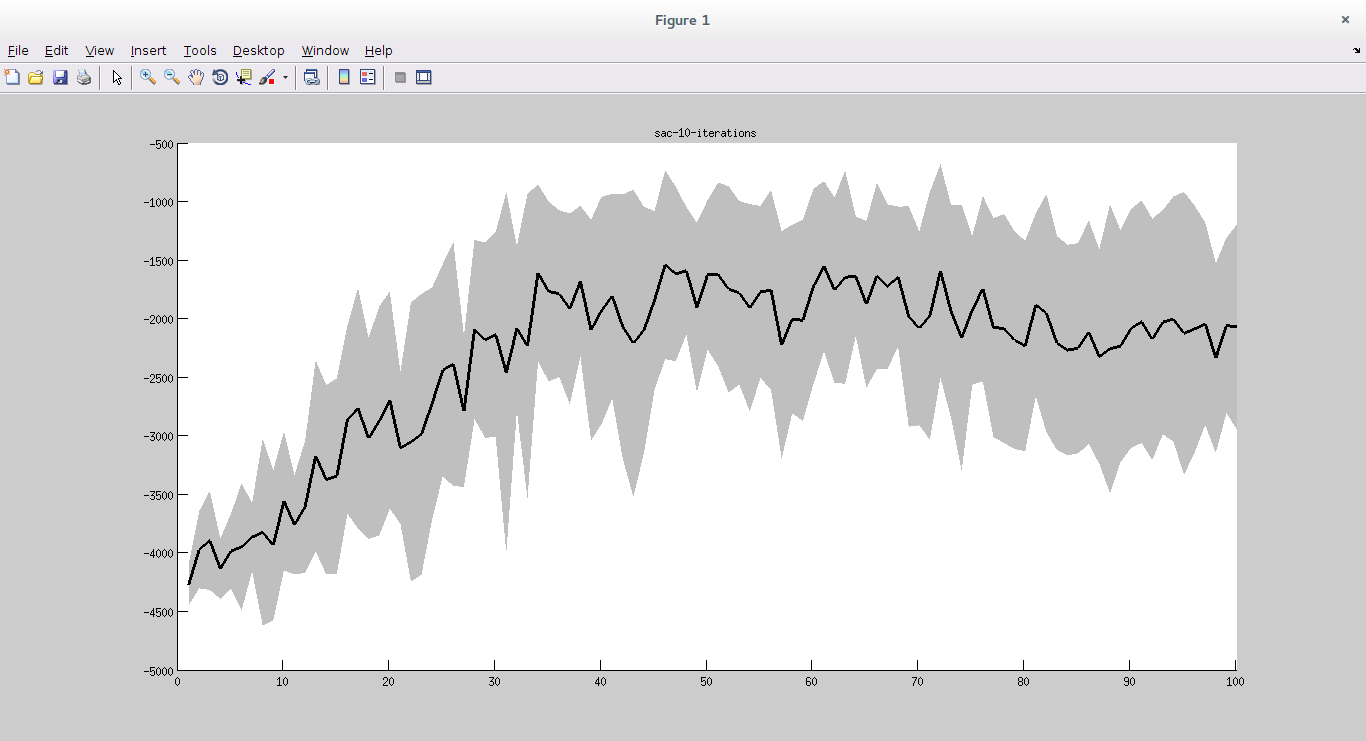 Figure 1
×
File Edit View Insert Tools Desktop Window Help
sac-10-iterations
-500
-1000
-1500
-2000
-2500
-3000
-3500
-4000
-4500
-5000
0 10 20 30 40 50 60 70 80 90 100